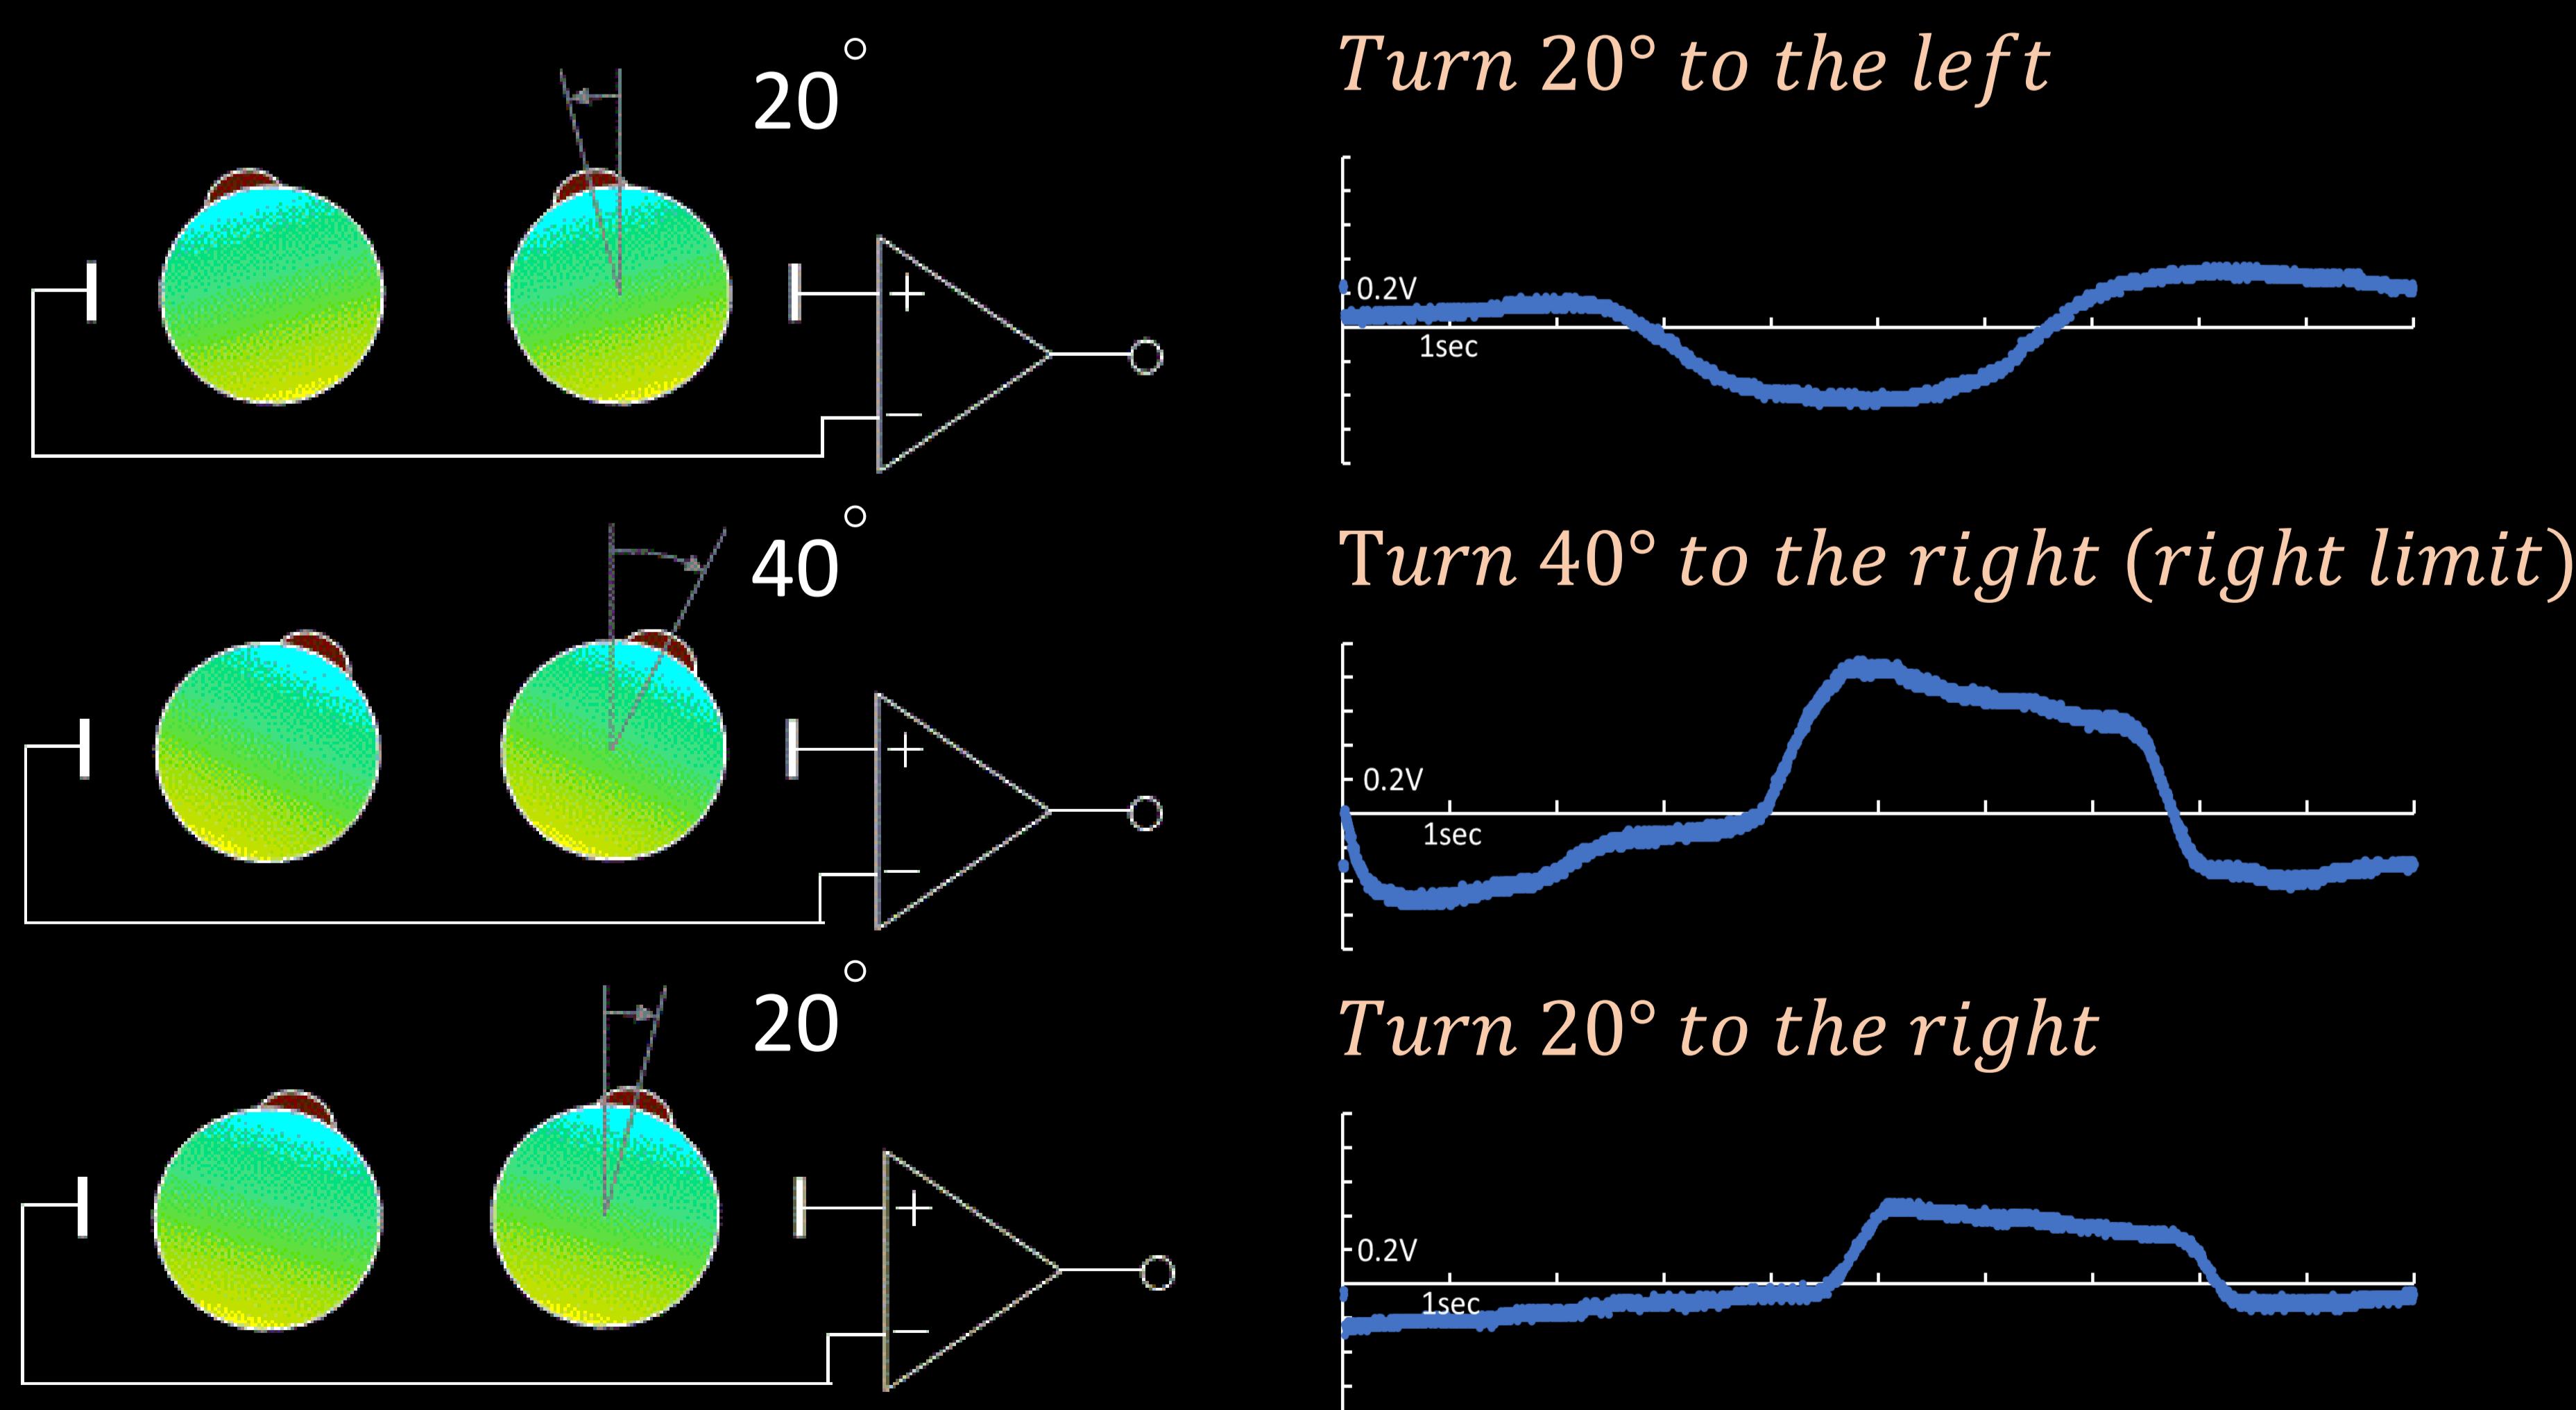 20°
Turn 20° to the left
0.2V
1sec
+
−
40°
Turn 40° to the right (right limit)
0.2V
1sec
+
−
20°
Turn 20° to the right
0.2V
1sec
+
−